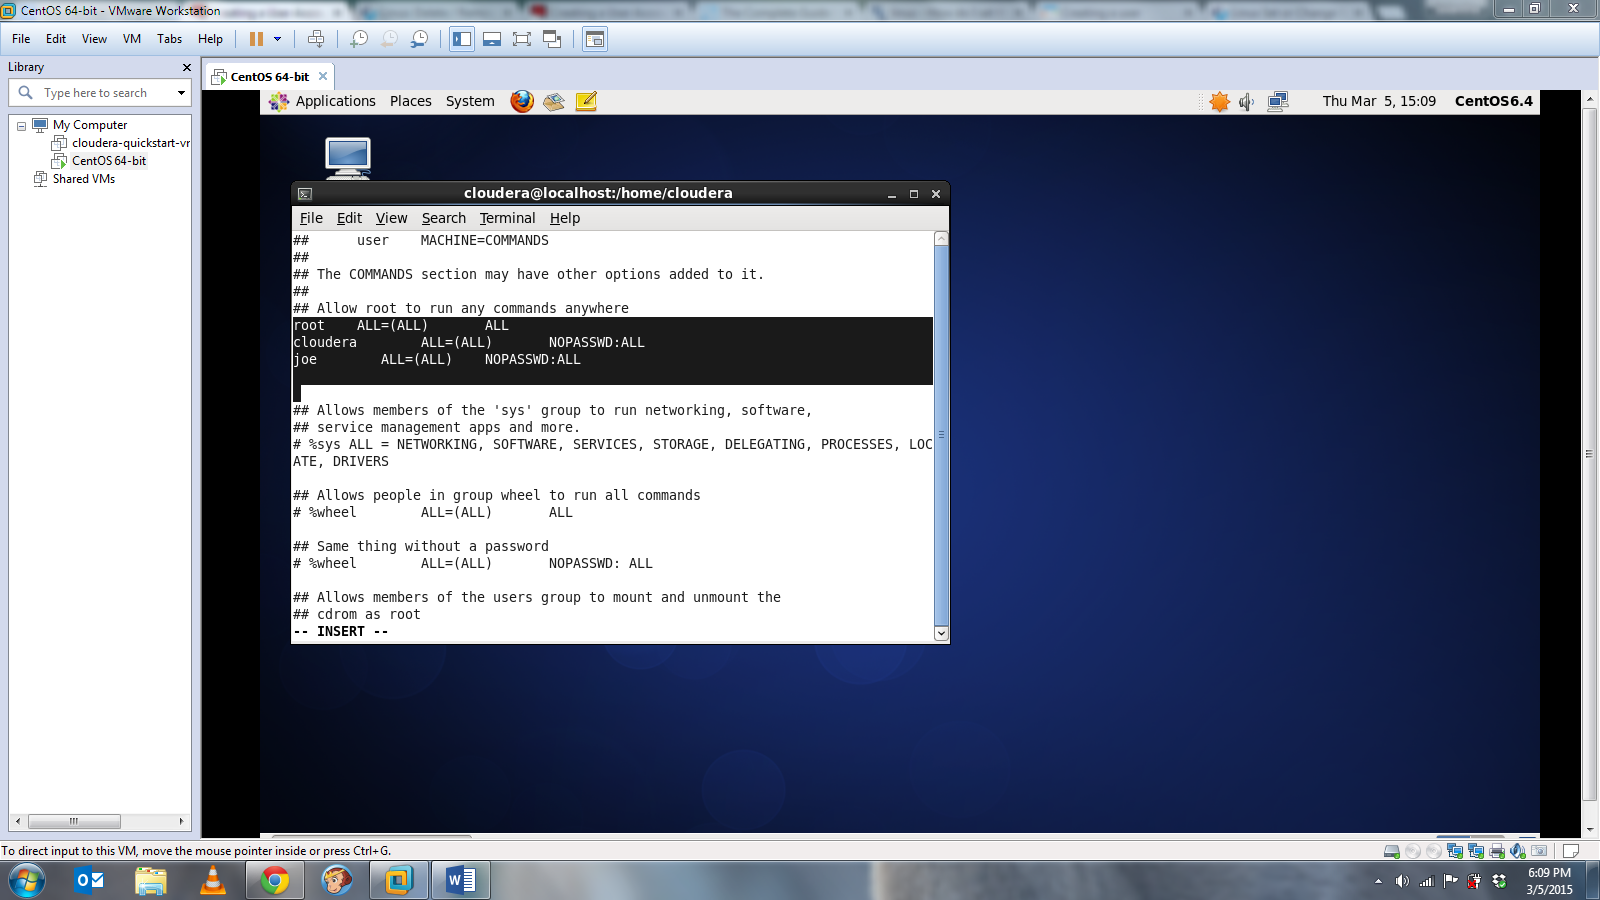 CentOS 64-bit - VMware Workstation
File Edit View VM Tabs Help
Library
Type here to search
My Computer
cloudera-quickstart-vr
CentOS 64-bit
Shared VMs
CentOS 64-bit
Applications Places System
Thu Mar 5, 15:09 CentOS6.4
cloudera@localhost:/home/cloudera
File Edit View Search Terminal Help
## user MACHINE=COMMANDS
##
## The COMMANDS section may have other options added to it.
##
## Allow root to run any commands anywhere
root ALL=(ALL) ALL
cloudera ALL=(ALL) NOPASSWD:ALL
joe ALL=(ALL) NOPASSWD:ALL
## Allows members of the 'sys' group to run networking, software,
## service management apps and more.
# %sys ALL = NETWORKING, SOFTWARE, SERVICES, STORAGE, DELEGATING, PROCESSES, LOC
ATE, DRIVERS
## Allows people in group wheel to run all commands
# %wheel ALL=(ALL) ALL
## Same thing without a password
# %wheel ALL=(ALL) NOPASSWD: ALL
## Allows members of the users group to mount and unmount the
## cdrom as root
-- INSERT --
To direct input to this VM, move the mouse pointer inside or press Ctrl+G.
6:09 PM
3/5/2015